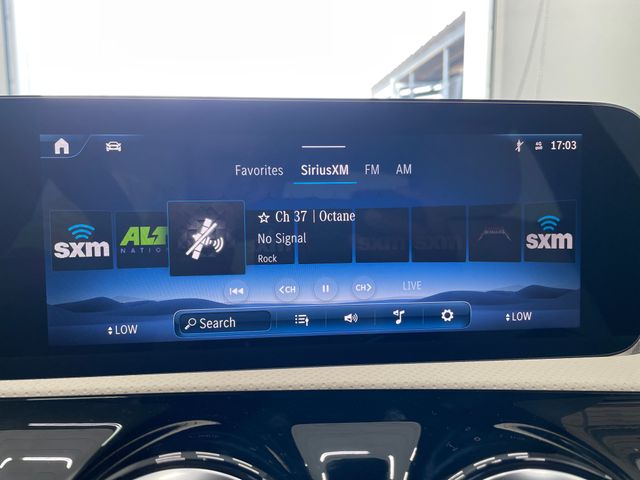 17:03
Favorites SiriusXM FM AM
sxm
ALT
NATION
Ch 37 | Octane
No Signal
Rock
sxm
CH CH LIVE
LOW
Search
LOW